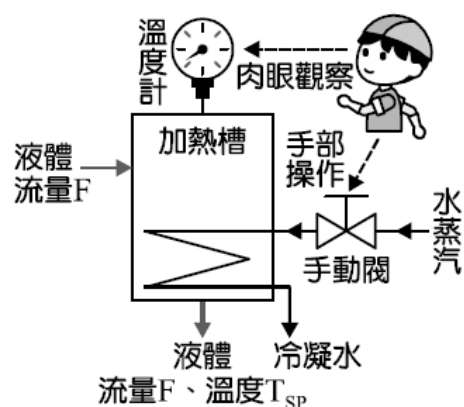 溫度計
肉眼觀察
加熱槽
手部
操作
液體
流量F
水蒸汽
手動閥
液體
冷凝水
流量F、溫度T_SP